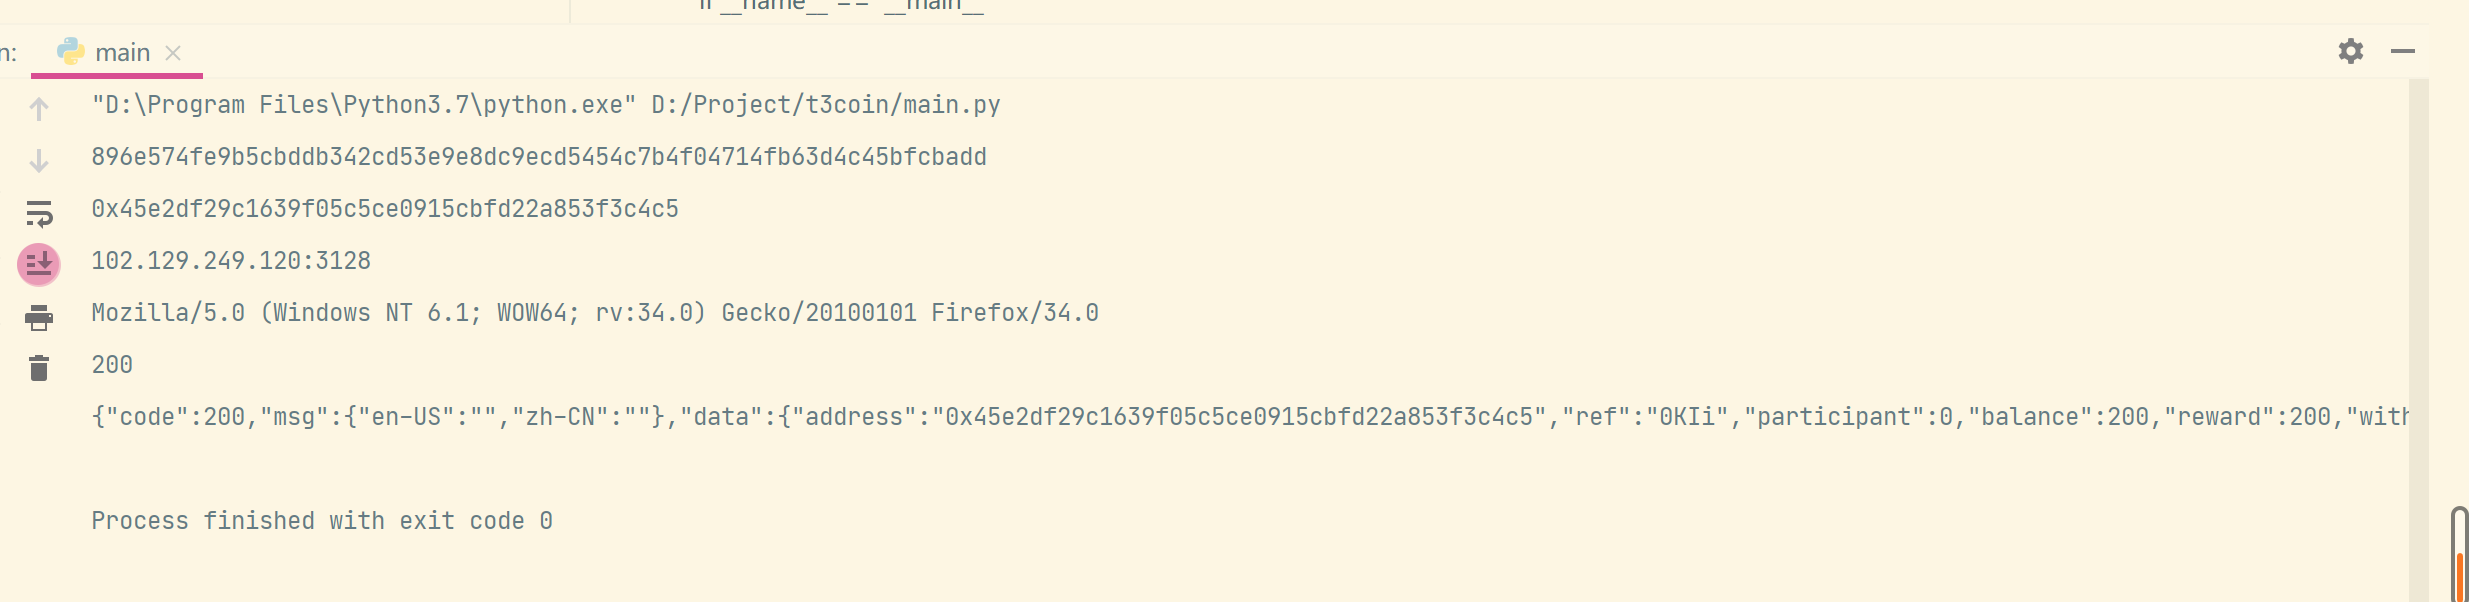 if __name__ == '__main__
n:
main
"D:\Program Files\Python3.7\python.exe" D:/Project/t3coin/main.py
896e574fe9b5cbddb342cd53e9e8dc9ecd5454c7b4f04714fb63d4c45bfcbadd
0x45e2df29c1639f05c5ce0915cbfd22a853f3c4c5
102.129.249.120:3128
Mozilla/5.0 (Windows NT 6.1; WOW64; rv:34.0) Gecko/20100101 Firefox/34.0
200
{"code":200,"msg":{"en-US":"","zh-CN":""},"data":{"address":"0x45e2df29c1639f05c5ce0915cbfd22a853f3c4c5","ref":"0KIi","participant":0,"balance":200,"reward":200,"with
Process finished with exit code 0